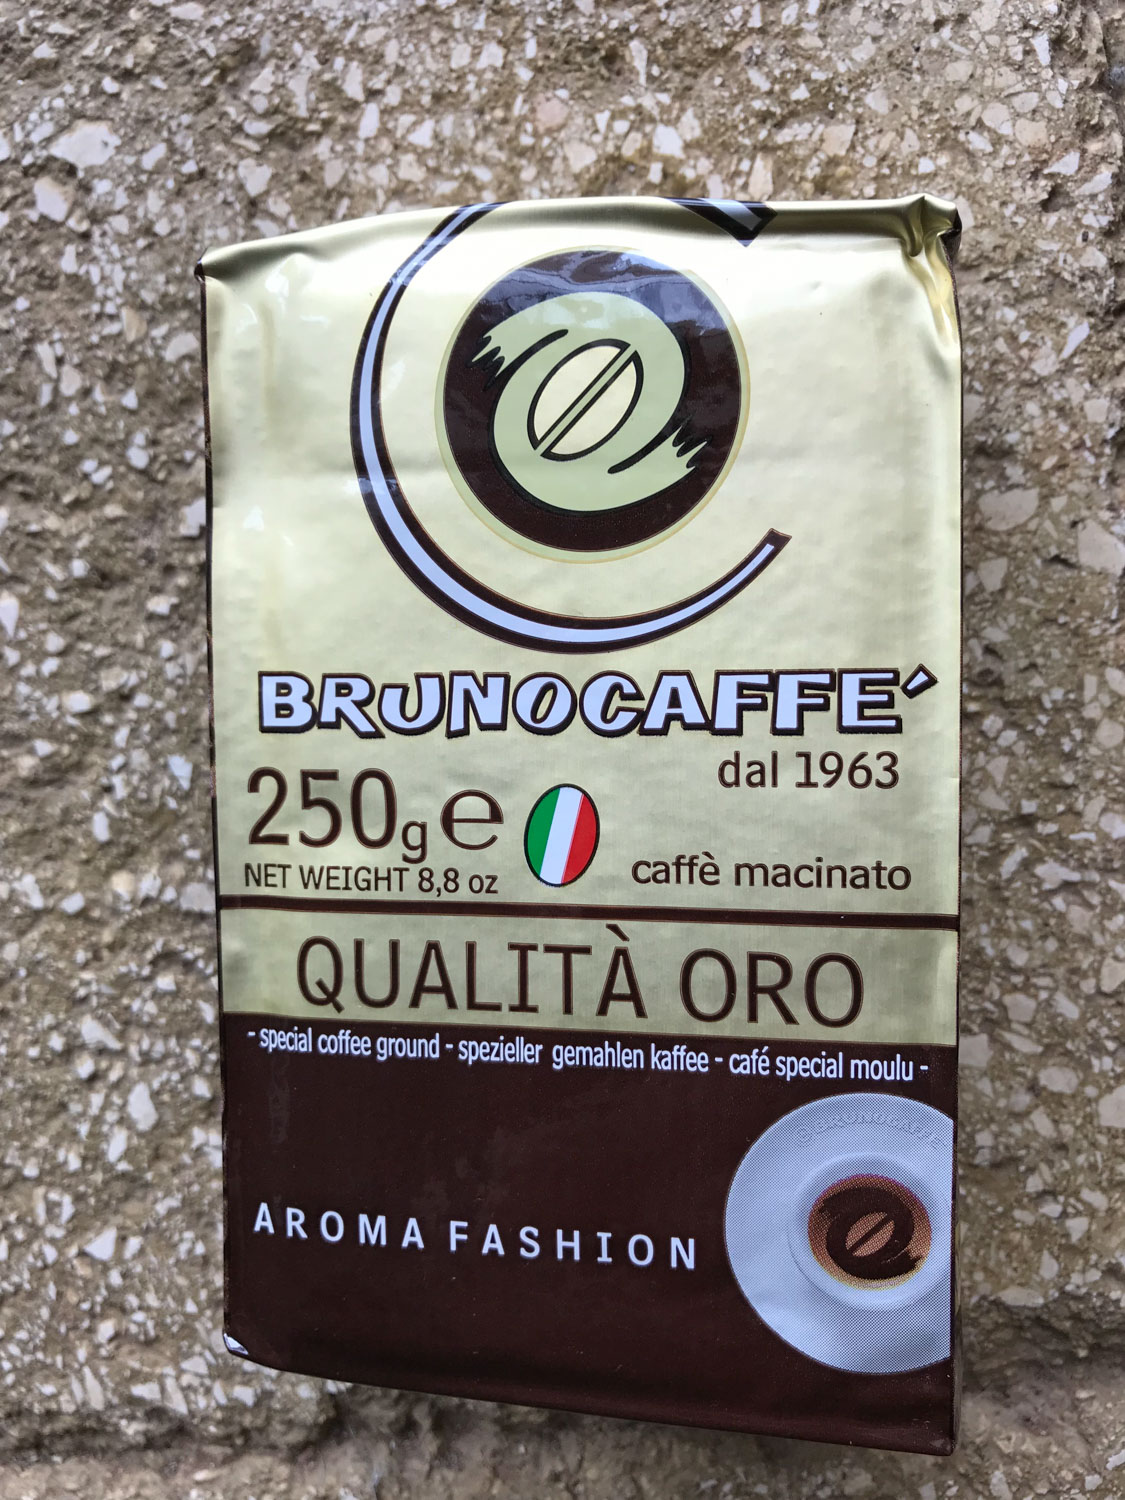 BRUNOCAFFE'
dal 1963
250g e
NET WEIGHT 8,8 oz
caffè macinato
QUALITÀ ORO
- special coffee ground - spezieller gemahlen kaffee - café special moulu -
BRUNOCAFFE'
AROMA FASHION